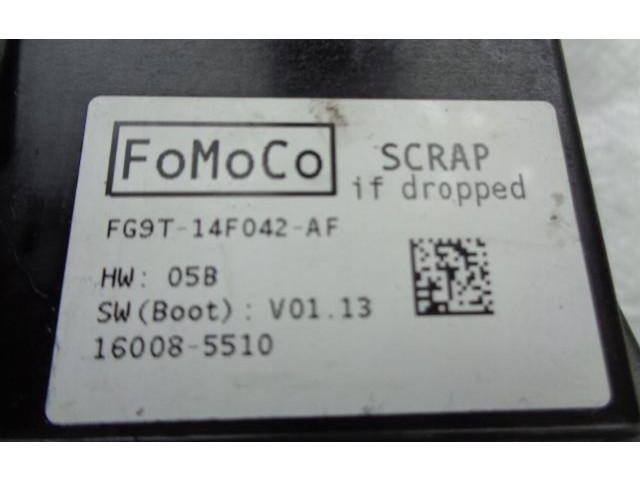 FoMoCo
SCRAP
if dropped
FG9T-14F042-AF
HW: 05B
SW(Boot): V01.13
16008-5510